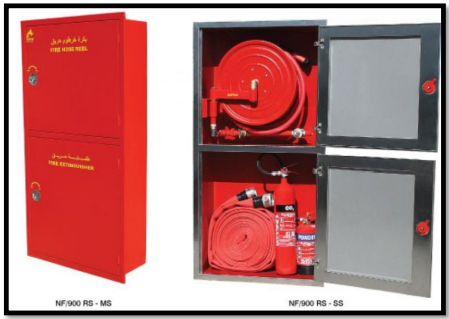 بكرة خرطوم حريق
FIRE HOSE REEL
طفاية حريق
FIRE EXTINGUISHER
NF/900 RS - MS
NF/900 RS - SS